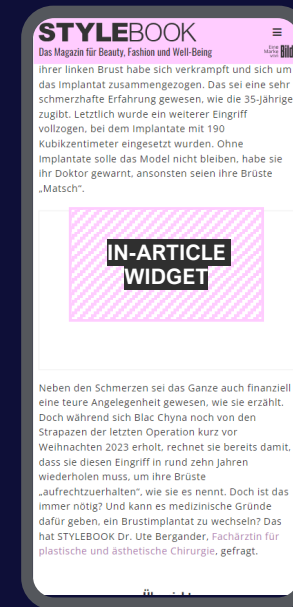 STYLEBOOK
Das Magazin für Beauty, Fashion und Well-Being
Eine Marke von Bild
ihrer linken Brust habe sich verkrampft und sich um
das Implantat zusammengezogen. Das sei eine sehr
schmerzhafte Erfahrung gewesen, wie die 35-Jährige
zugibt. Letztlich wurde ein weiterer Eingriff
vollzogen, bei dem Implantate mit 190
Kubikzentimeter eingesetzt wurden. Ohne
Implantate solle das Model nicht bleiben, habe sie
ihr Doktor gewarnt, ansonsten seien ihre Brüste
„Matsch“.
IN-ARTICLE
WIDGET
Neben den Schmerzen sei das Ganze auch finanziell
eine teure Angelegenheit gewesen, wie sie erzählt.
Doch während sich Blac Chyna noch von den
Strapazen der letzten Operation kurz vor
Weihnachten 2023 erholt, rechnet sie bereits damit,
dass sie diesen Eingriff in rund zehn Jahren
wiederholen muss, um ihre Brüste
„aufrechtzuerhalten“, wie sie es nennt. Doch ist das
immer nötig? Und kann es medizinische Gründe
dafür geben, ein Brustimplantat zu wechseln? Das
hat STYLEBOOK Dr. Ute Bergander, Fachärztin für
plastische und ästhetische Chirurgie, gefragt.